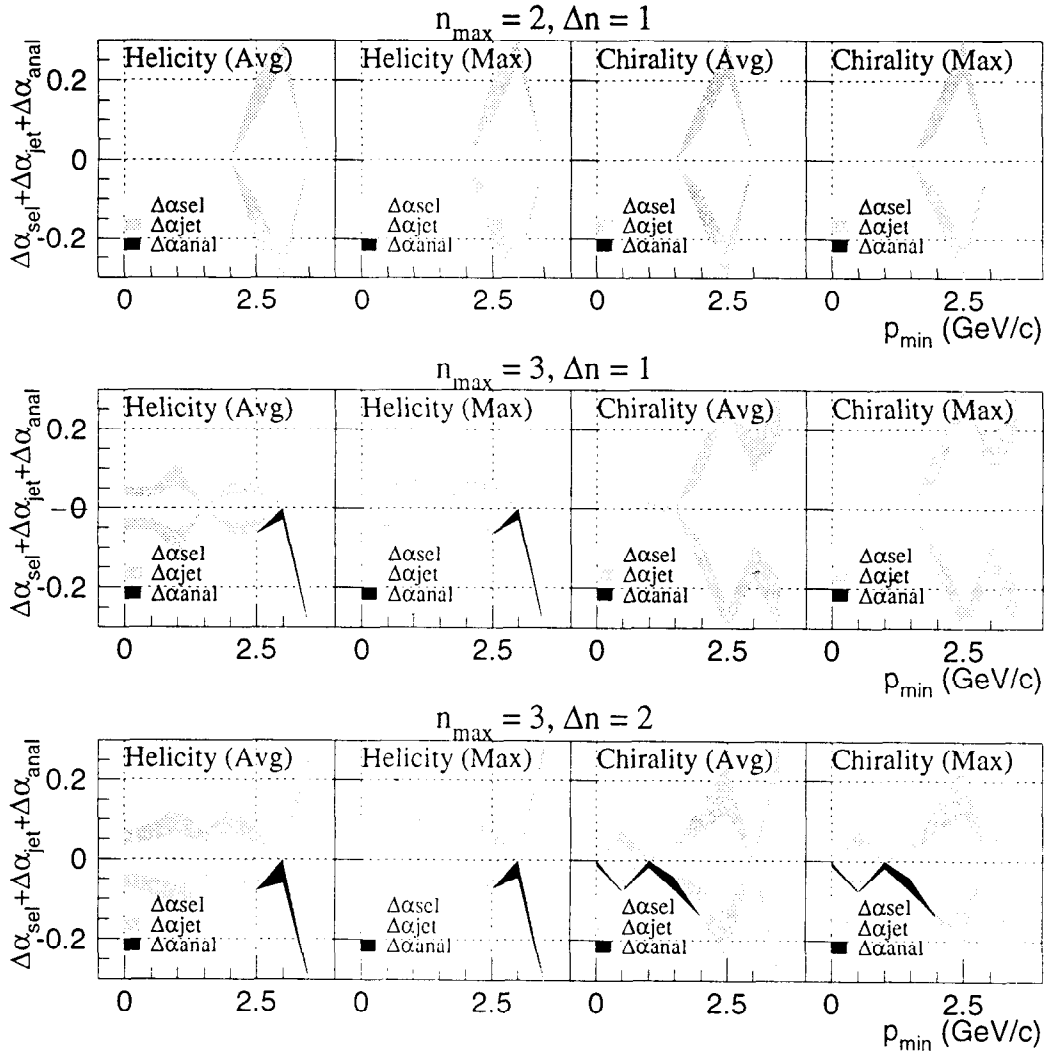 n_max = 2, Δn = 1
Helicity (Avg) Helicity (Max) Chirality (Avg) Chirality (Max)
Δα_sel+Δα_jet+Δα_anal
0.2
0
-0.2
Δαsel Δαsel Δαsel Δαsel
Δαjet Δαjet Δαjet Δαjet
Δαanal Δαanal Δαanal Δαanal
0 2.5 0 2.5 0 2.5 0 2.5
p_min (GeV/c)
n_max = 3, Δn = 1
Helicity (Avg) Helicity (Max) Chirality (Avg) Chirality (Max)
Δα_sel+Δα_jet+Δα_anal
0.2
0
-0.2
Δαsel Δαsel Δαsel Δαsel
Δαjet Δαjet Δαjet Δαjet
Δαanal Δαanal Δαanal Δαanal
0 2.5 0 2.5 0 2.5 0 2.5
p_min (GeV/c)
n_max = 3, Δn = 2
Helicity (Avg) Helicity (Max) Chirality (Avg) Chirality (Max)
Δα_sel+Δα_jet+Δα_anal
0.2
0
-0.2
Δαsel Δαsel Δαsel Δαsel
Δαjet Δαjet Δαjet Δαjet
Δαanal Δαanal Δαanal Δαanal
0 2.5 0 2.5 0 2.5 0 2.5
p_min (GeV/c)